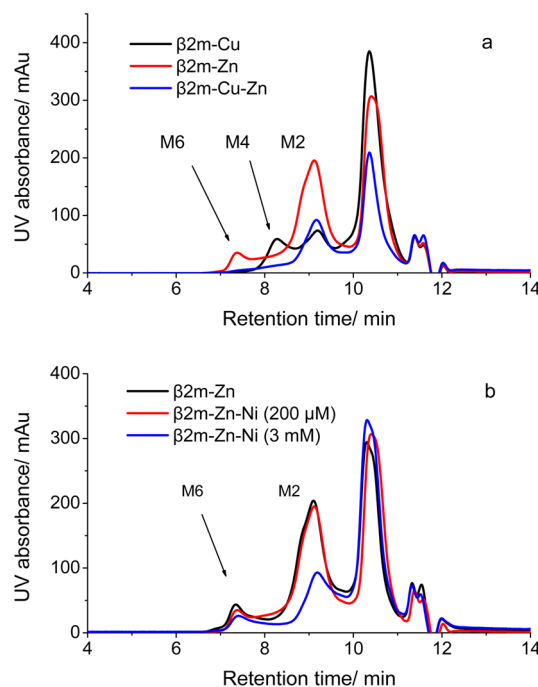 a
400
β2m-Cu
β2m-Zn
β2m-Cu-Zn
300
M6 M4 M2
200
100
0
UV absorbance/ mAu
4 6 8 10 12 14
Retention time/ min
b
400
β2m-Zn
β2m-Zn-Ni (200 µM)
β2m-Zn-Ni (3 mM)
300
M6 M2
200
100
0
UV absorbance/ mAu
4 6 8 10 12 14
Retention time/ min